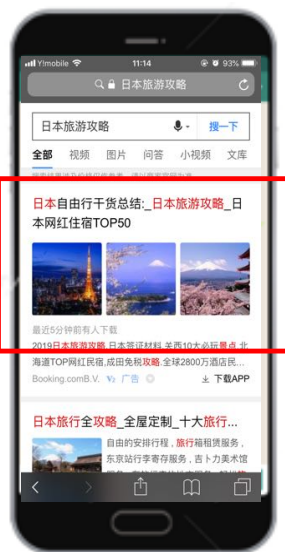 Y!mobile 11:14 93%
日本旅游攻略
日本旅游攻略 搜一下
全部 视频 图片 问答 小视频 文库
日本自由行干货总结:_日本旅游攻略_日
本网红住宿TOP50
最近5分钟前有人下载
2019日本旅游攻略,日本签证材料,关西10大必玩景点,北
海道TOP网红民宿,成田免税攻略.全球2800万酒店民...
Booking.comB.V. V2 广告 下载APP
日本旅行全攻略_全屋定制_十大旅行...
自由的安排行程，旅行箱租赁服务，
东京站行李寄存服务，吉卜力美术馆